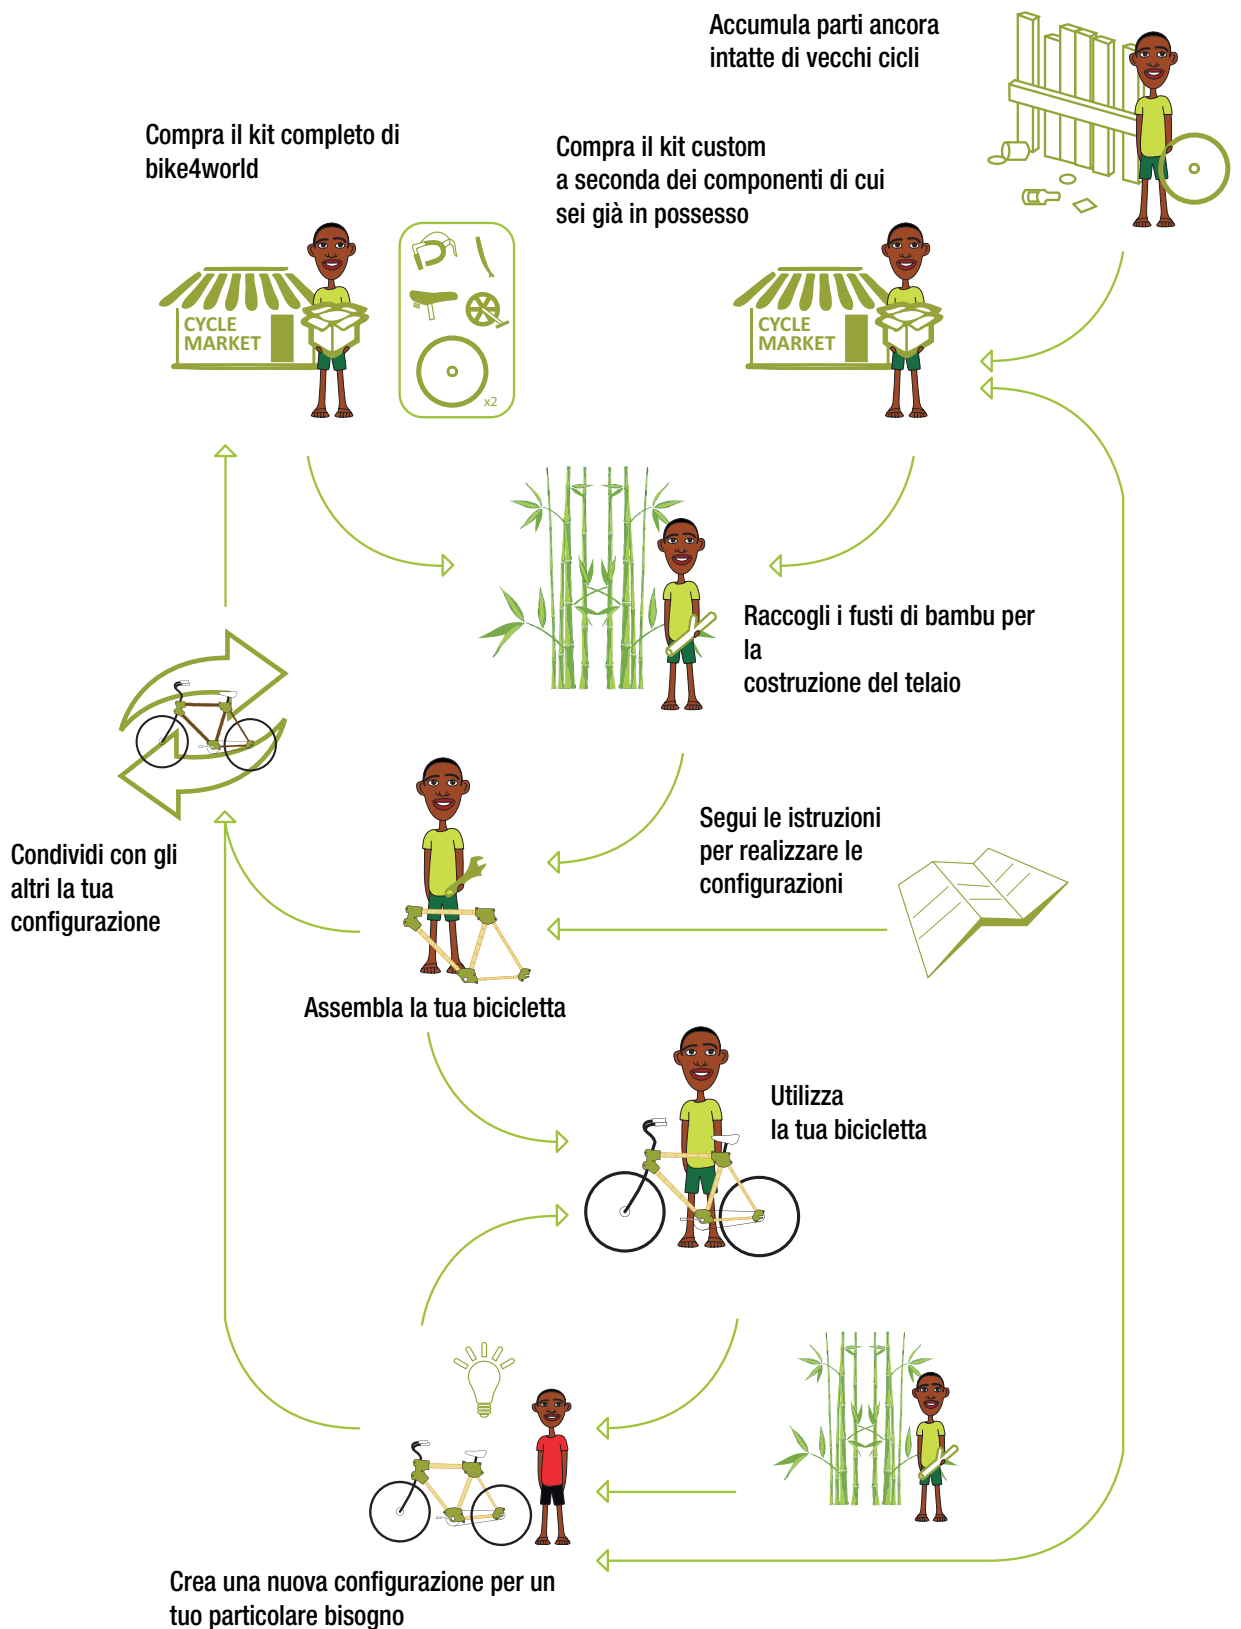 Accumula parti ancora
intatte di vecchi cicli
Compra il kit completo di
bike4world
Compra il kit custom
a seconda dei componenti di cui
sei già in possesso
CYCLE
MARKET
x2
CYCLE
MARKET
Raccogli i fusti di bambu per
la
costruzione del telaio
Segui le istruzioni
per realizzare le
configurazioni
Condividi con gli
altri la tua
configurazione
Assembla la tua bicicletta
Utilizza
la tua bicicletta
Crea una nuova configurazione per un
tuo particolare bisogno